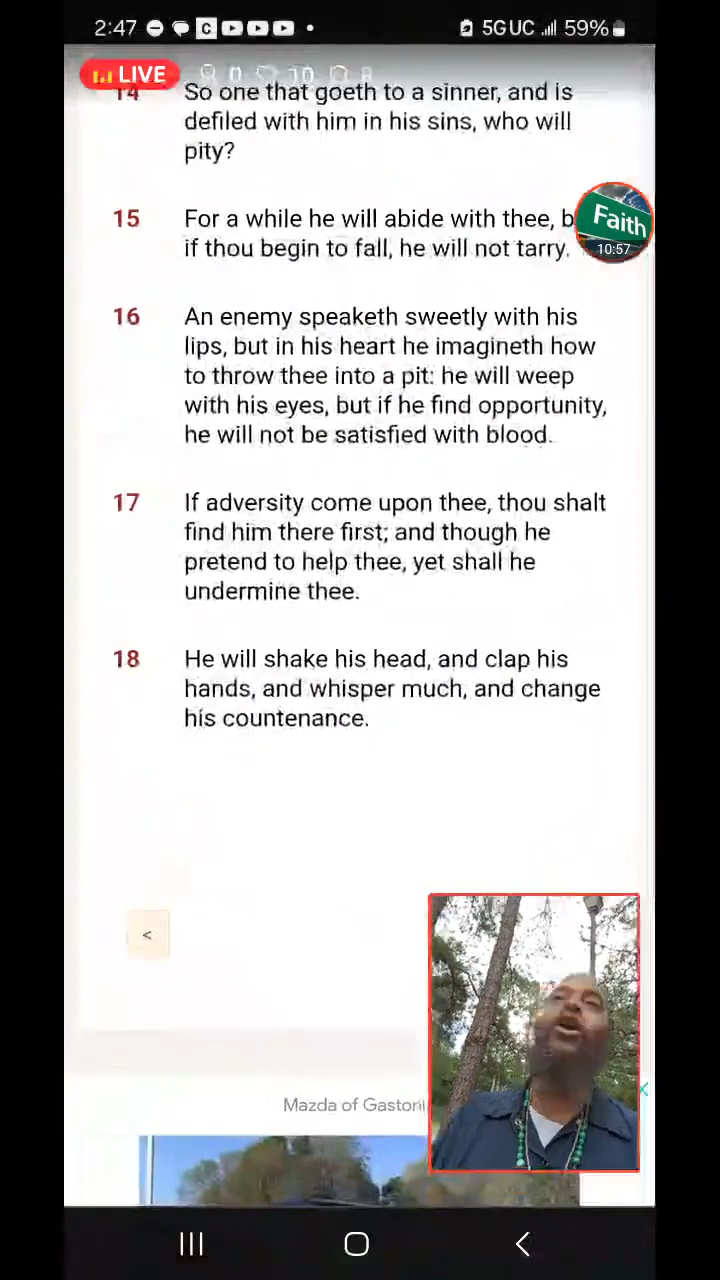 2:47 C 5G UC 59%
LIVE 0 10 8
14 So one that goeth to a sinner, and is
defiled with him in his sins, who will
pity?
15 For a while he will abide with thee, b
if thou begin to fall, he will not tarry.
Faith
10:57
16 An enemy speaketh sweetly with his
lips, but in his heart he imagineth how
to throw thee into a pit: he will weep
with his eyes, but if he find opportunity,
he will not be satisfied with blood.
17 If adversity come upon thee, thou shalt
find him there first; and though he
pretend to help thee, yet shall he
undermine thee.
18 He will shake his head, and clap his
hands, and whisper much, and change
his countenance.
<
Mazda of Gastoni